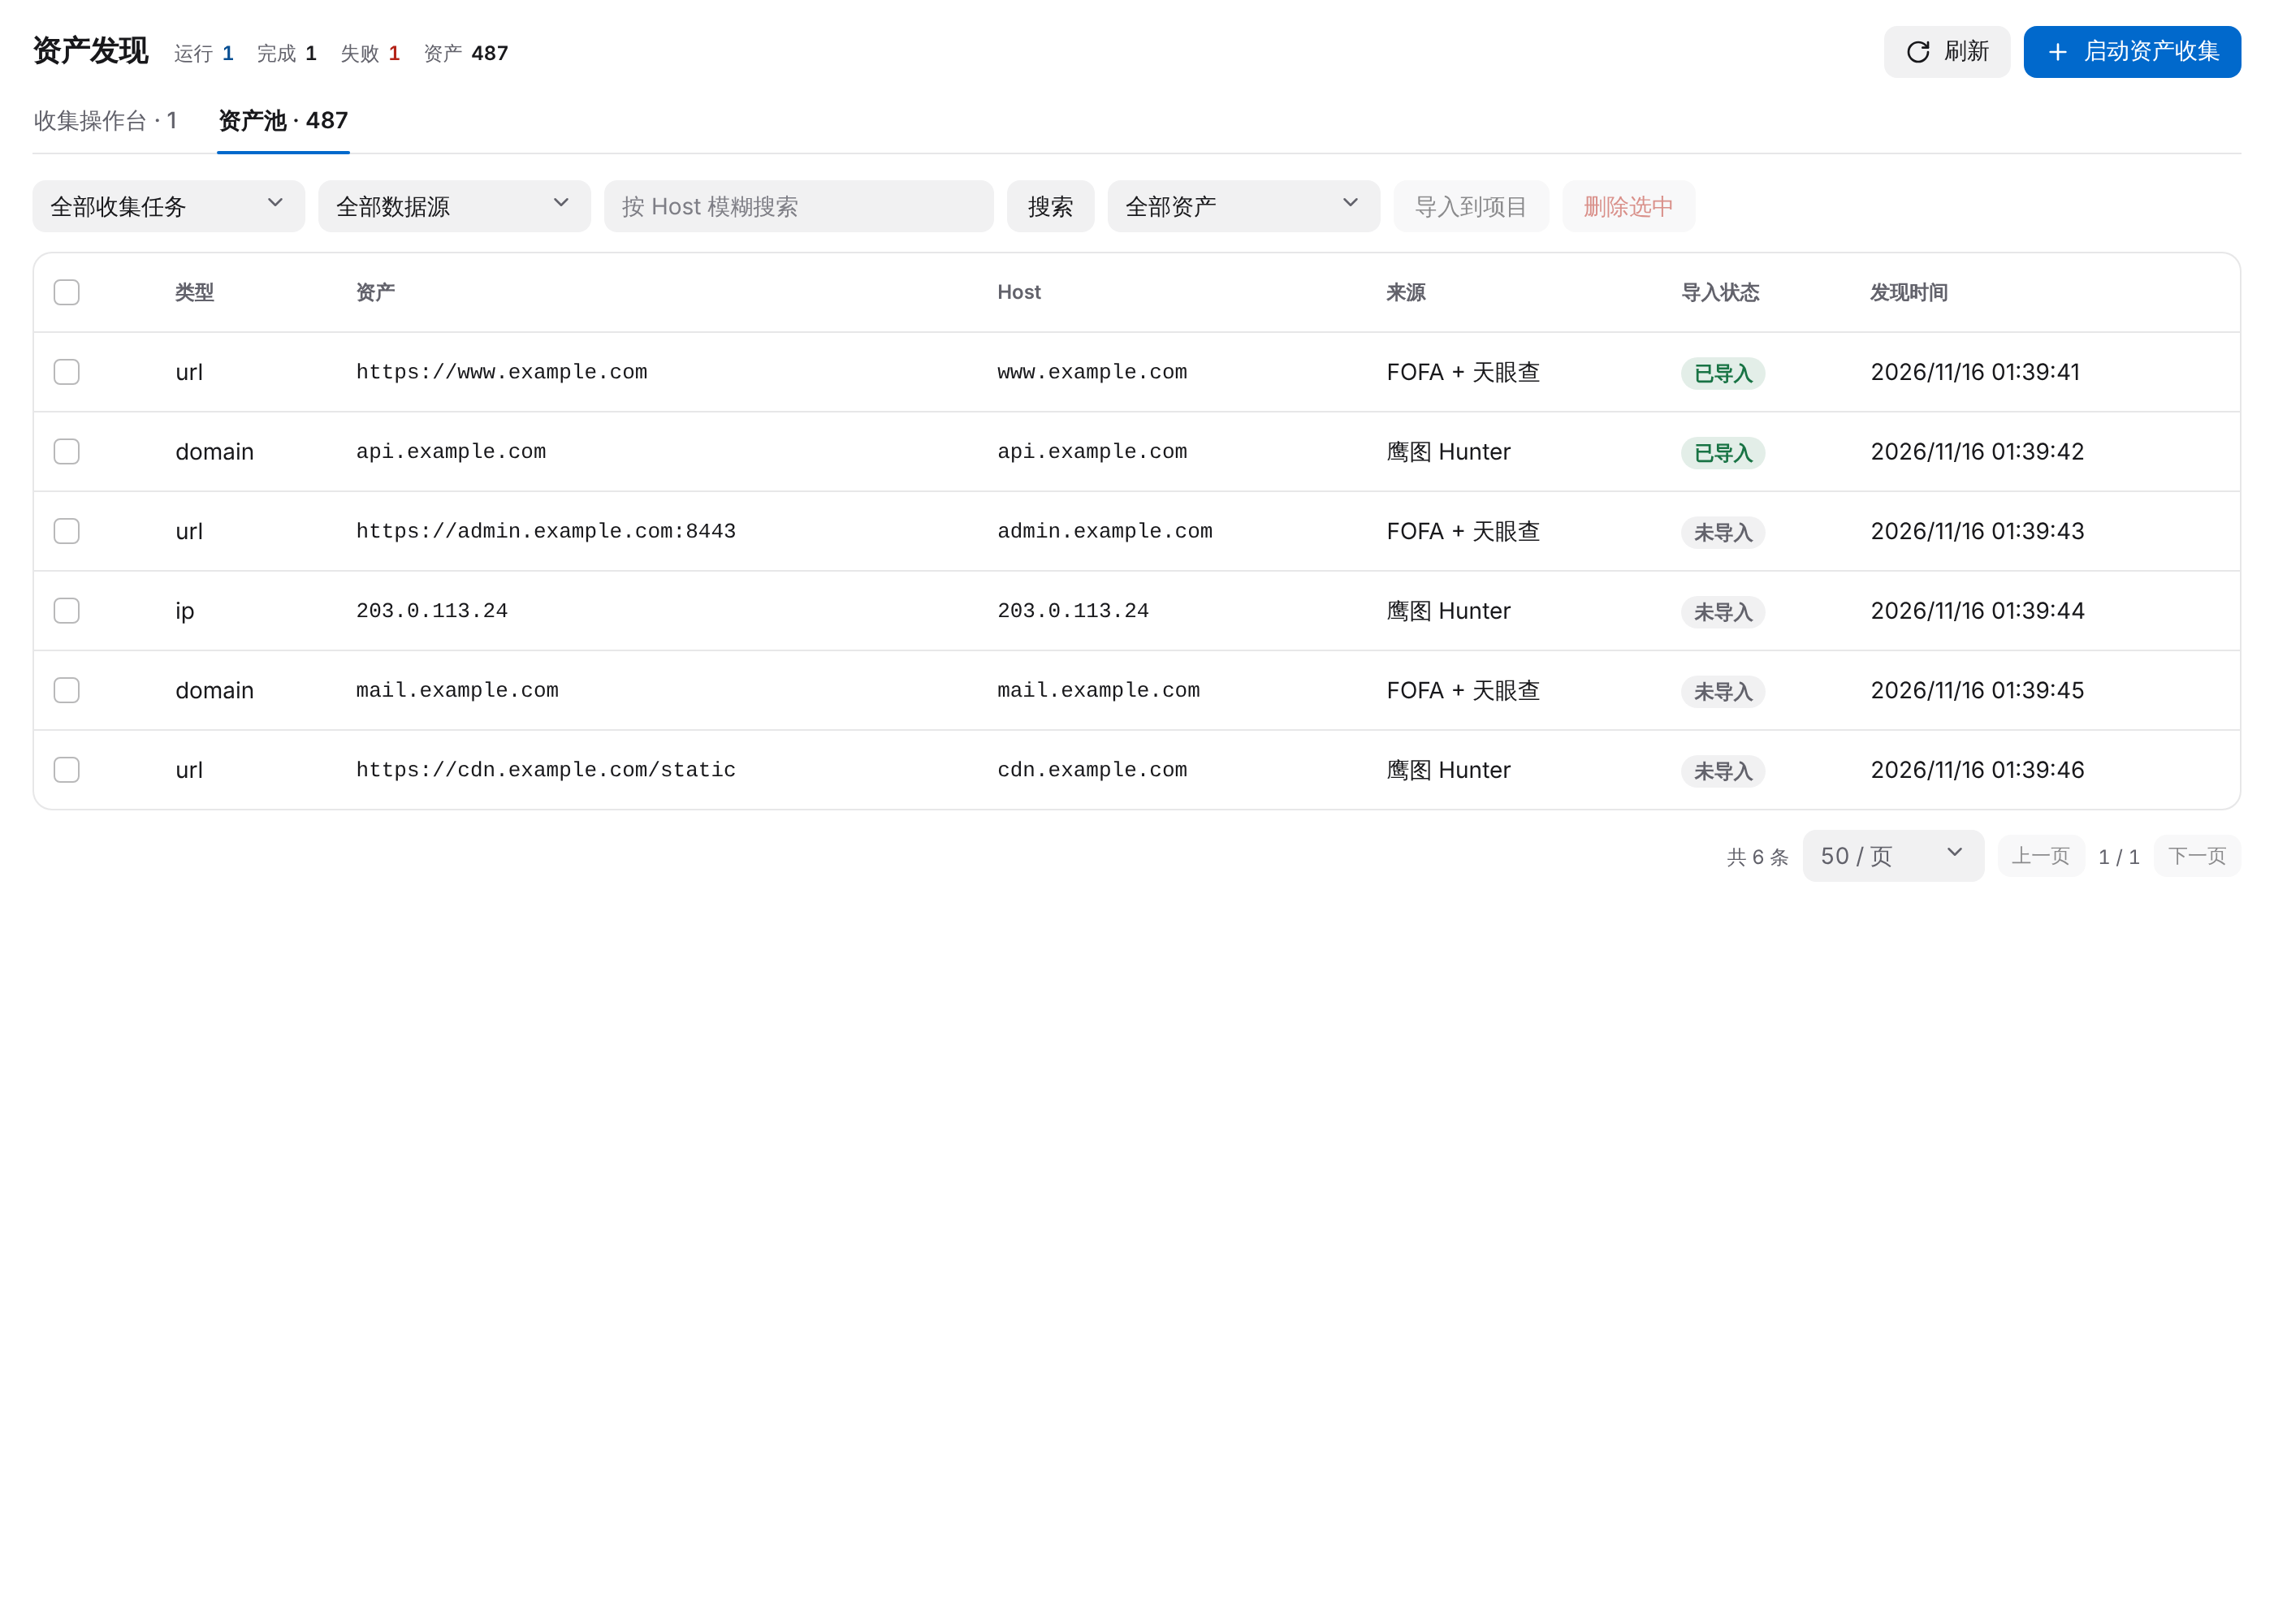 资产发现 运行 1 完成 1 失败 1 资产 487 刷新 启动资产收集
收集操作台 · 1 资产池 · 487
全部收集任务 全部数据源 按 Host 模糊搜索 搜索 全部资产 导入到项目 删除选中
类型 资产 Host 来源 导入状态 发现时间
url https://www.example.com www.example.com FOFA + 天眼查 已导入 2026/11/16 01:39:41
domain api.example.com api.example.com 鹰图 Hunter 已导入 2026/11/16 01:39:42
url https://admin.example.com:8443 admin.example.com FOFA + 天眼查 未导入 2026/11/16 01:39:43
ip 203.0.113.24 203.0.113.24 鹰图 Hunter 未导入 2026/11/16 01:39:44
domain mail.example.com mail.example.com FOFA + 天眼查 未导入 2026/11/16 01:39:45
url https://cdn.example.com/static cdn.example.com 鹰图 Hunter 未导入 2026/11/16 01:39:46
共 6 条 50 / 页 上一页 1 / 1 下一页